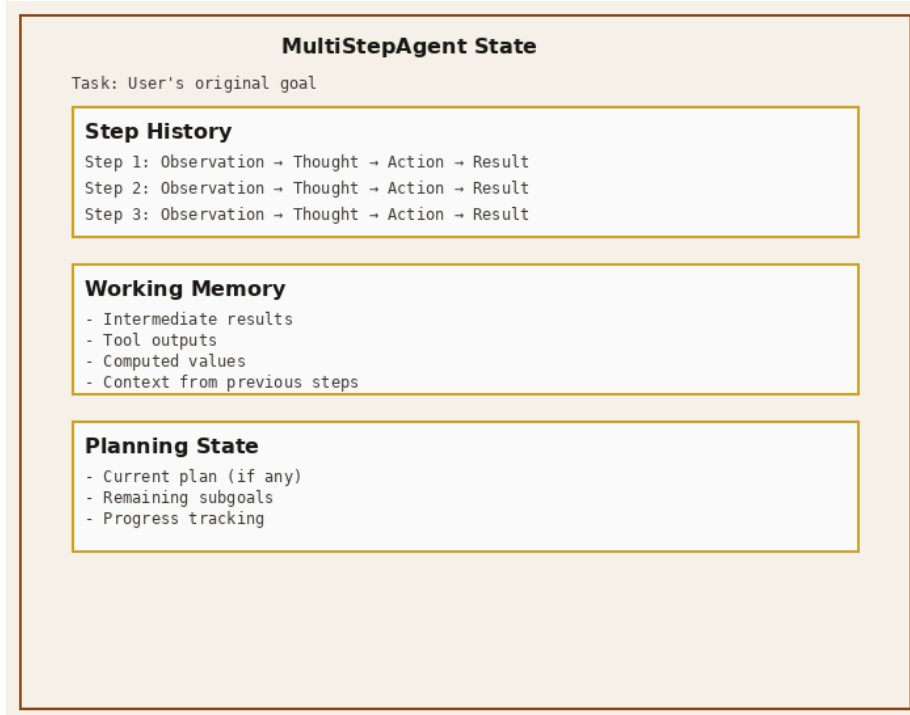 MultiStepAgent State
Task: User's original goal
Step History
Step 1: Observation → Thought → Action → Result
Step 2: Observation → Thought → Action → Result
Step 3: Observation → Thought → Action → Result
Working Memory
- Intermediate results
- Tool outputs
- Computed values
- Context from previous steps
Planning State
- Current plan (if any)
- Remaining subgoals
- Progress tracking